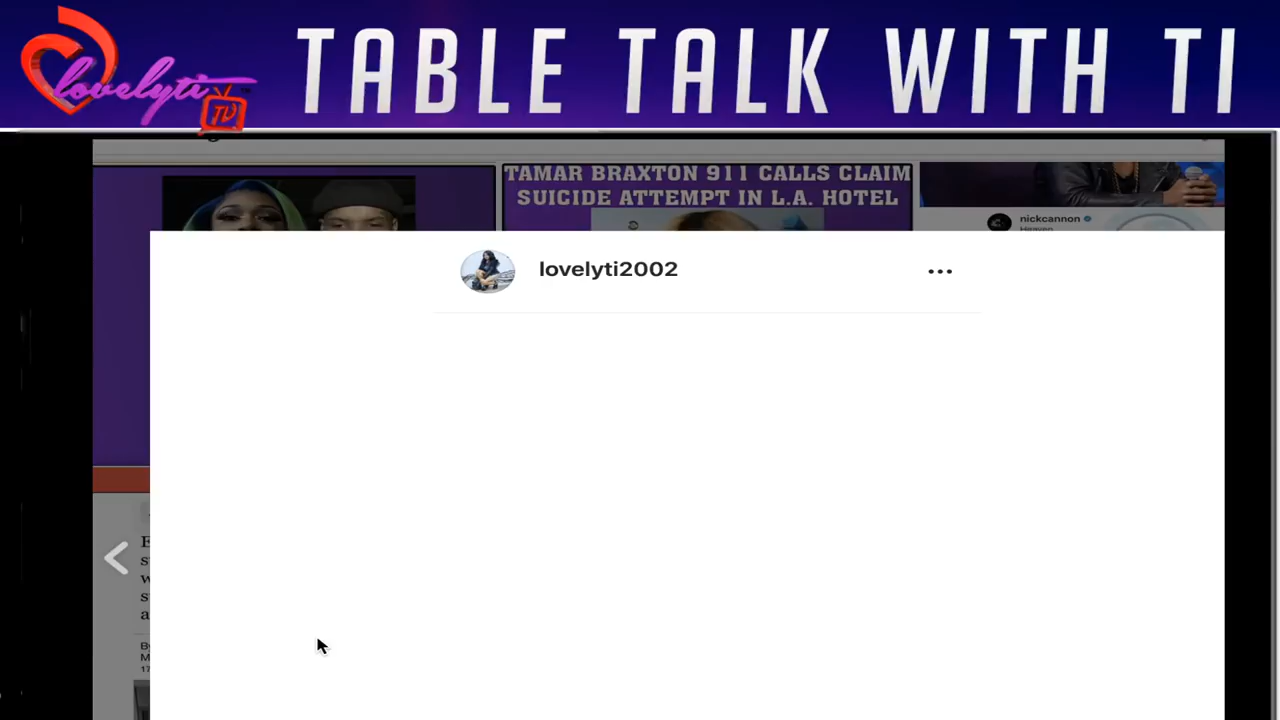 lovelyti TV
TABLE TALK WITH TI
TAMAR BRAXTON 911 CALLS CLAIM
SUICIDE ATTEMPT IN L.A. HOTEL
nickcannon
lovelyti2002